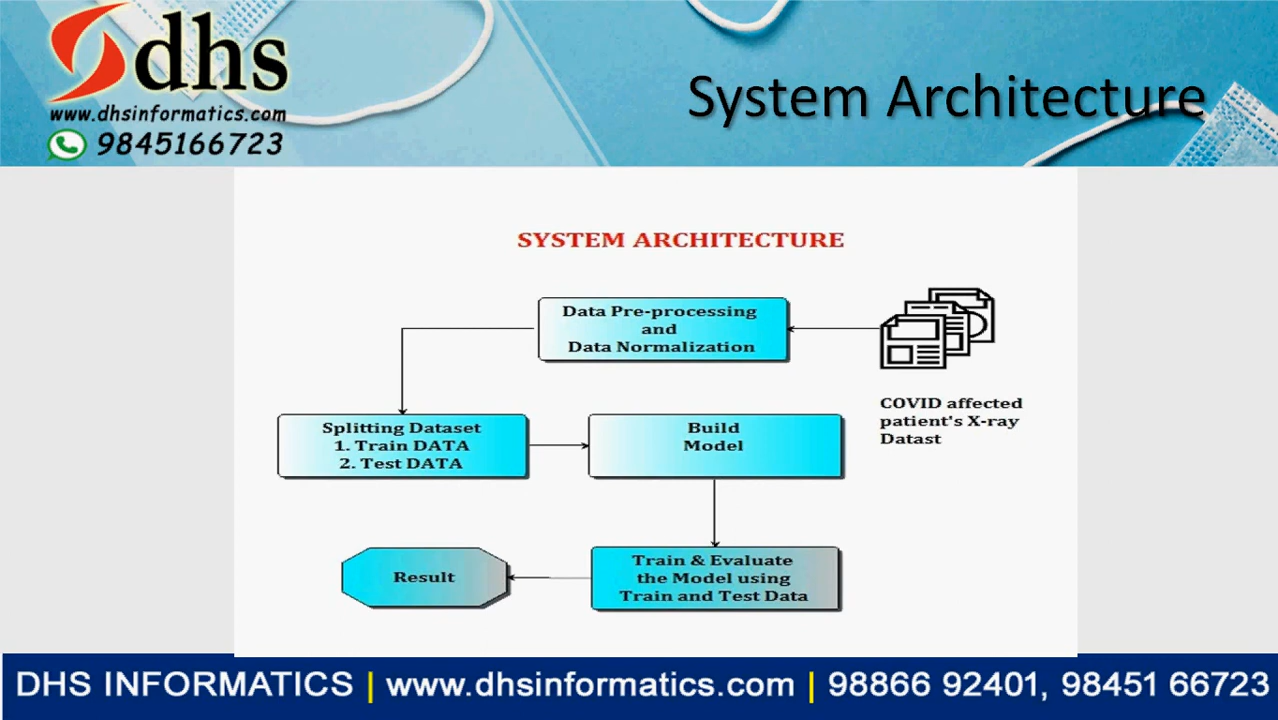 dhs
www.dhsinformatics.com
9845166723
System Architecture
SYSTEM ARCHITECTURE
Data Pre-processing
and
Data Normalization
COVID affected
patient's X-ray
Datast
Splitting Dataset
1. Train DATA
2. Test DATA
Build
Model
Train & Evaluate
the Model using
Train and Test Data
Result
DHS INFORMATICS | www.dhsinformatics.com | 98866 92401, 98451 66723